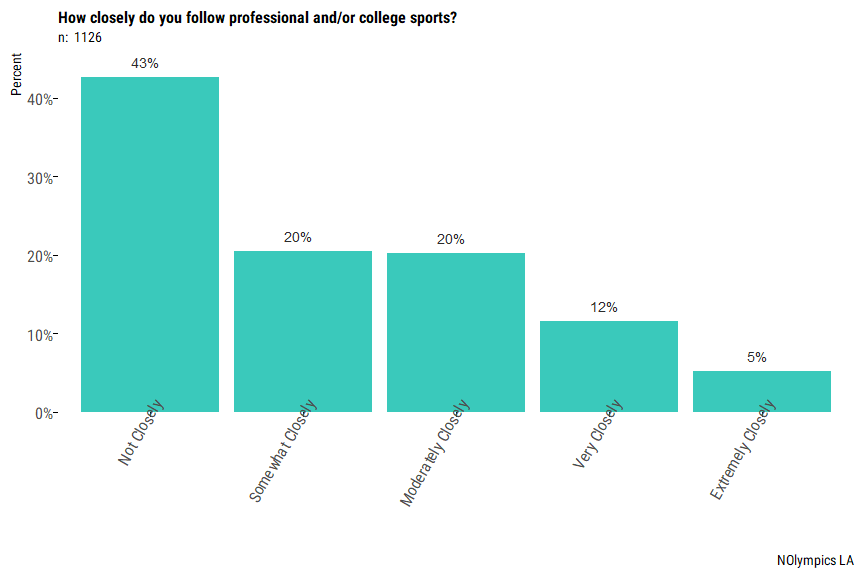 How closely do you follow professional and/or college sports?
n: 1126
Percent
43%
20%
20%
12%
5%
40%
30%
20%
10%
0%
Not Closely
Somewhat Closely
Moderately Closely
Very Closely
Extremely Closely
NOlympics LA